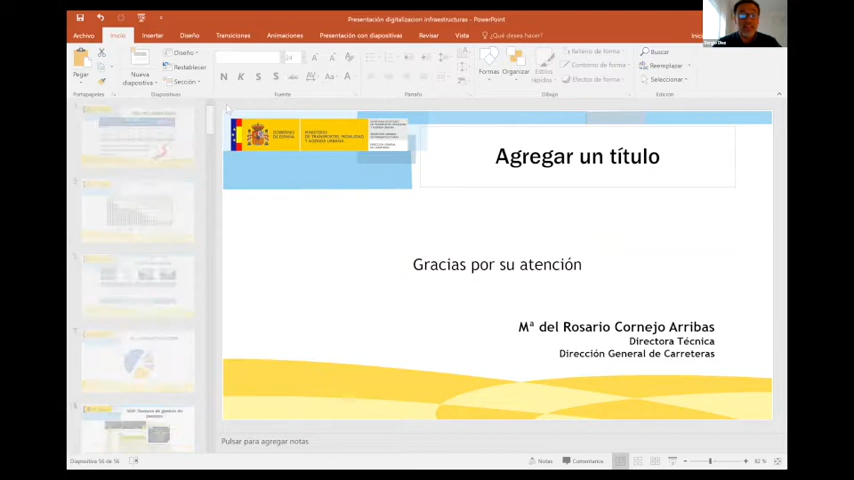 Presentación digitalizacion infraestructuras - PowerPoint
Archivo Inicio Insertar Diseño Transiciones Animaciones Presentación con diapositivas Revisar Vista ¿Qué desea hacer? Inic
Pegar
Nueva diapositiva
Diseño
Restablecer
Sección
24
N K S
Aa A
Formas
Organizar
Estilos rápidos
Relleno de forma
Contorno de forma
Efectos de forma
Buscar
Reemplazar
Seleccionar
Portapapeles Diapositivas Fuente Párrafo Dibujo Edición
GOBIERNO DE ESPAÑA
MINISTERIO DE TRANSPORTES, MOVILIDAD Y AGENDA URBANA
Agregar un título
Gracias por su atención
Mª del Rosario Cornejo Arribas
Directora Técnica
Dirección General de Carreteras
Pulsar para agregar notas
Diapositiva 56 de 56
Notas Comentarios 82 %